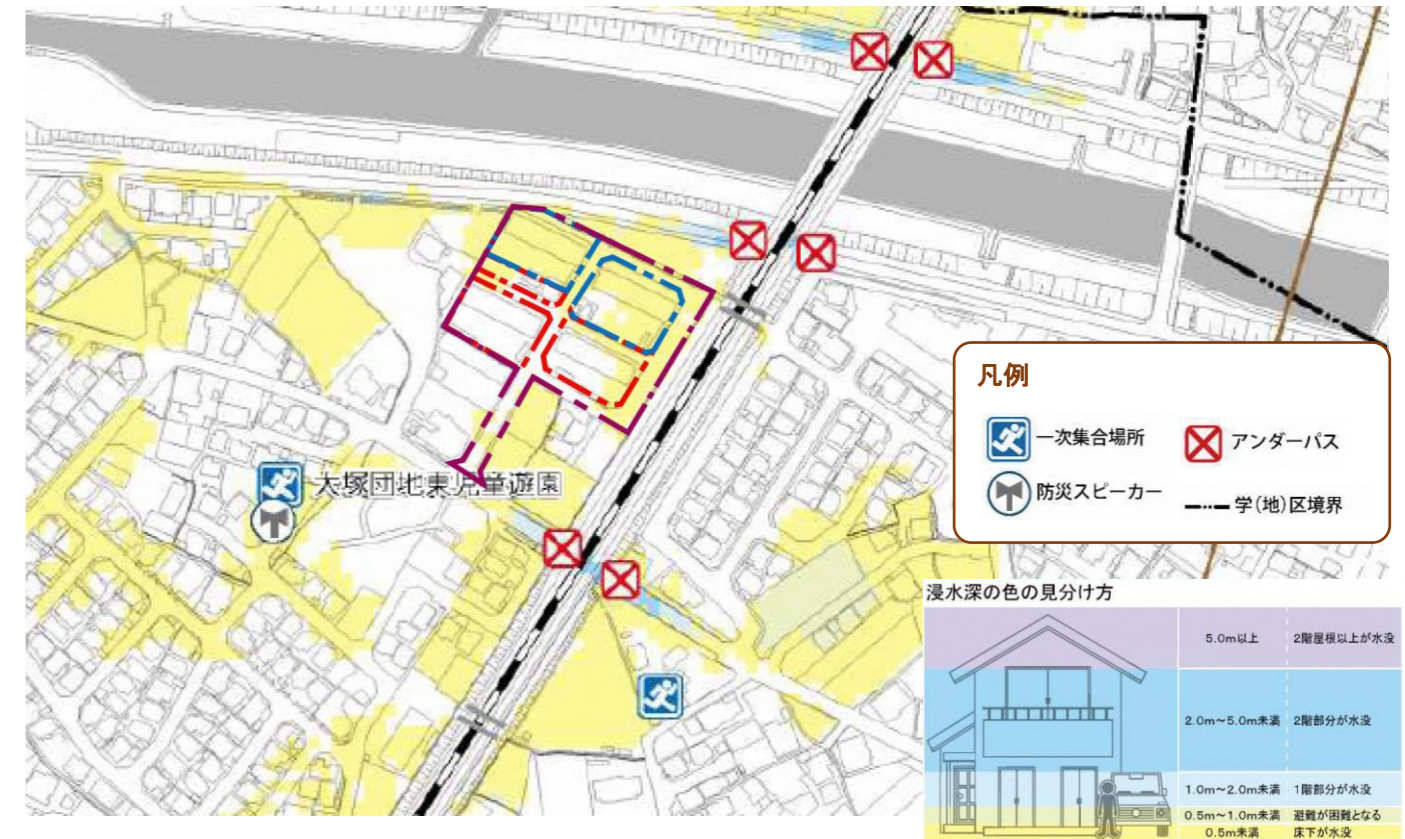 大塚団地東児童遊園
凡例
一次集合場所
アンダーパス
防災スピーカー
学(地)区境界
浸水深の色の見分け方
5.0m以上 2階屋根以上が水没
2.0m～5.0m未満 2階部分が水没
1.0m～2.0m未満 1階部分が水没
0.5m～1.0m未満 避難が困難となる
0.5m未満 床下が水没